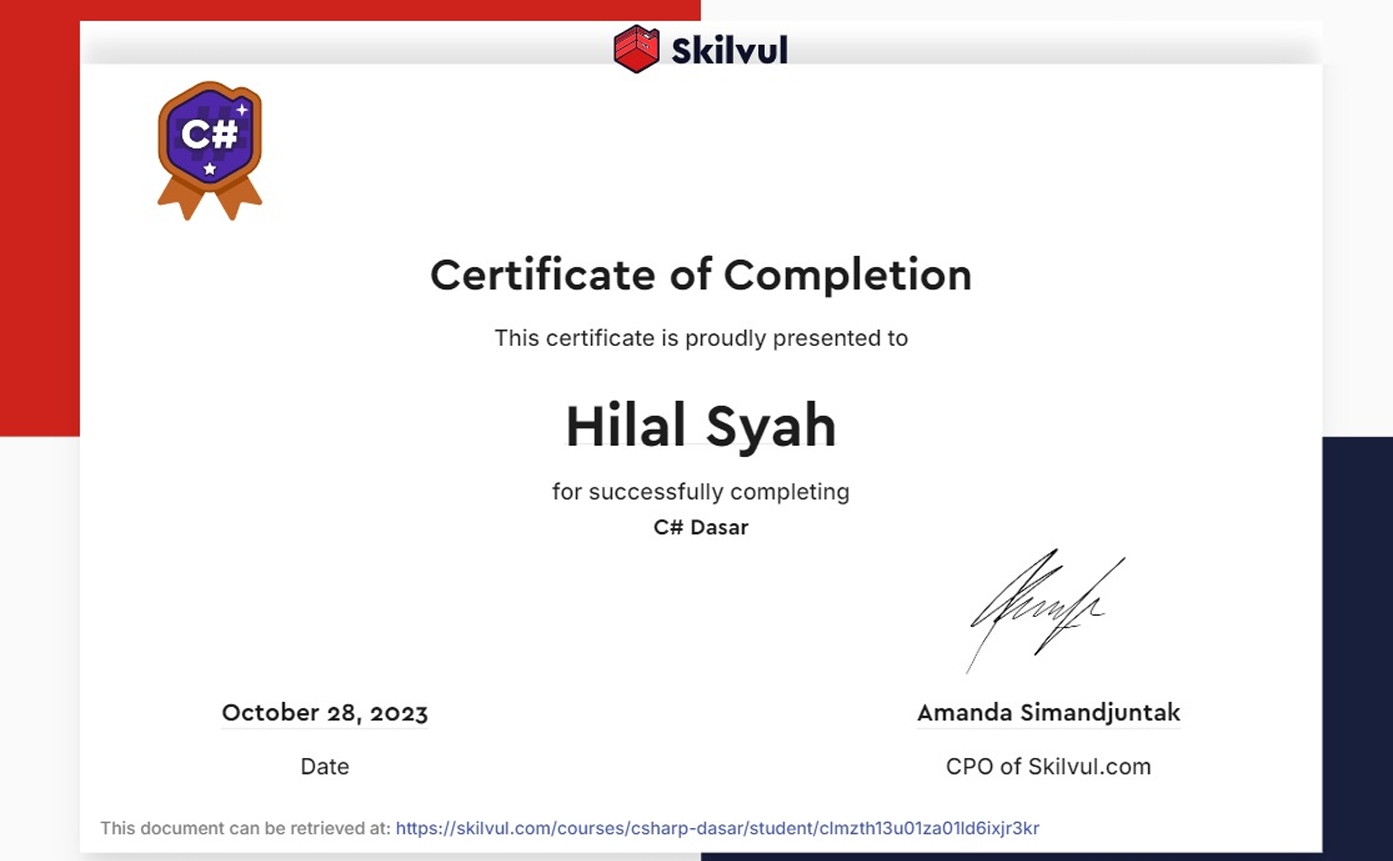 Skilvul
C#
Certificate of Completion
This certificate is proudly presented to
Hilal Syah
for successfully completing
C# Dasar
October 28, 2023
Amanda Simandjuntak
Date
CPO of Skilvul.com
This document can be retrieved at: https://skilvul.com/courses/csharp-dasar/student/clmzth13u01za01ld6ixjr3kr